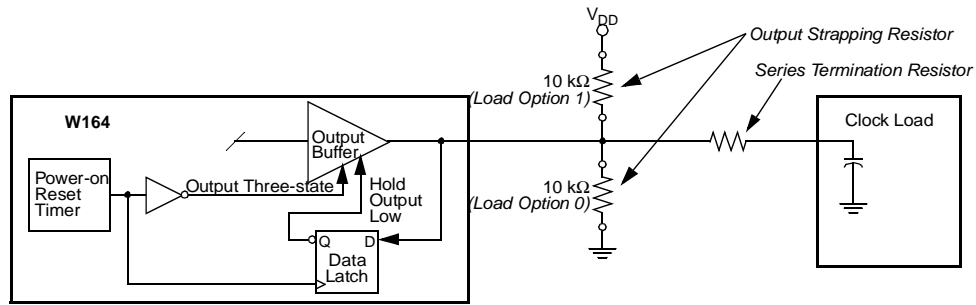 V_DD
Output Strapping Resistor
Series Termination Resistor
10 kΩ
(Load Option 1)
W164
Clock Load
Output
Buffer
Power-on
Reset
Timer
Output Three-state
Hold
Output
Low
10 kΩ
(Load Option 0)
Q D
Data
Latch